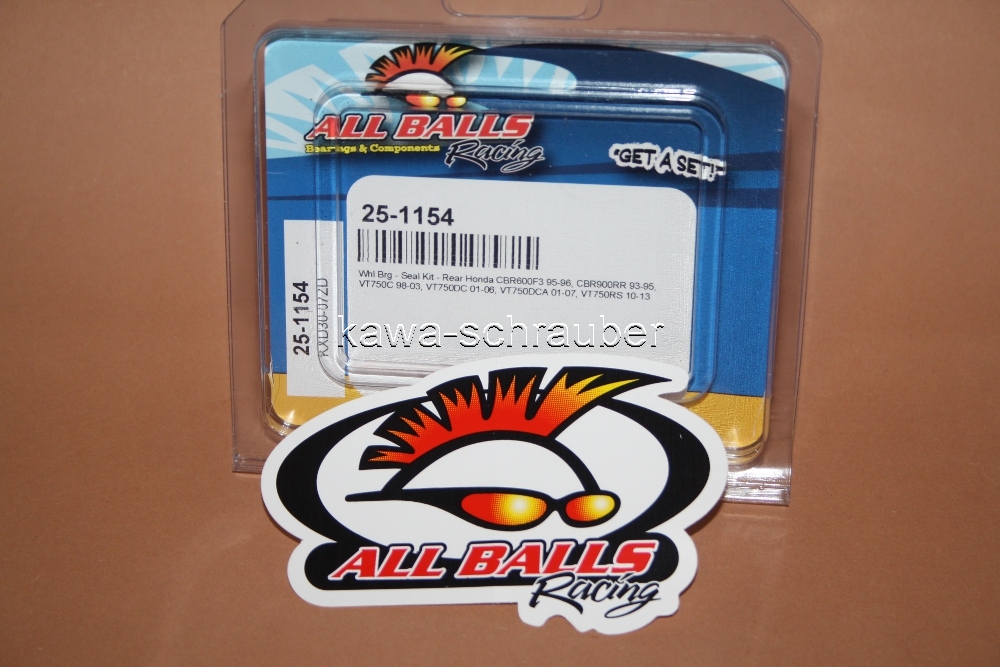 ALL BALLS
Bearings & Components
Racing
"GET A SET!"
25-1154
Whl Brg - Seal Kit - Rear Honda CBR600F3 95-96, CBR900RR 93-95,
VT750C 98-03, VT750DC 01-06, VT750DCA 01-07, VT750RS 10-13
25-1154
KXD30-07ZD
kawa-schrauber
ALL BALLS
Racing